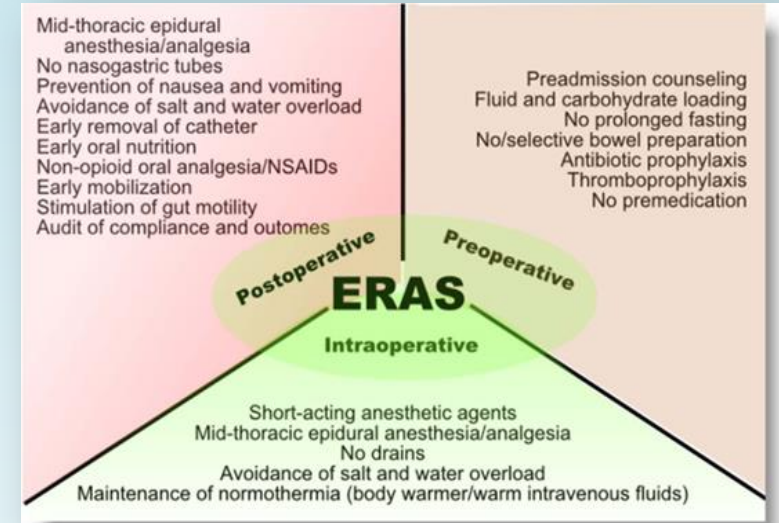 Mid-thoracic epidural
anesthesia/analgesia
No nasogastric tubes
Prevention of nausea and vomiting
Avoidance of salt and water overload
Early removal of catheter
Early oral nutrition
Non-opioid oral analgesia/NSAIDs
Early mobilization
Stimulation of gut motility
Audit of compliance and outomes
Preadmission counseling
Fluid and carbohydrate loading
No prolonged fasting
No/selective bowel preparation
Antibiotic prophylaxis
Thromboprophylaxis
No premedication
Postoperative
Preoperative
ERAS
Intraoperative
Short-acting anesthetic agents
Mid-thoracic epidural anesthesia/analgesia
No drains
Avoidance of salt and water overload
Maintenance of normothermia (body warmer/warm intravenous fluids)